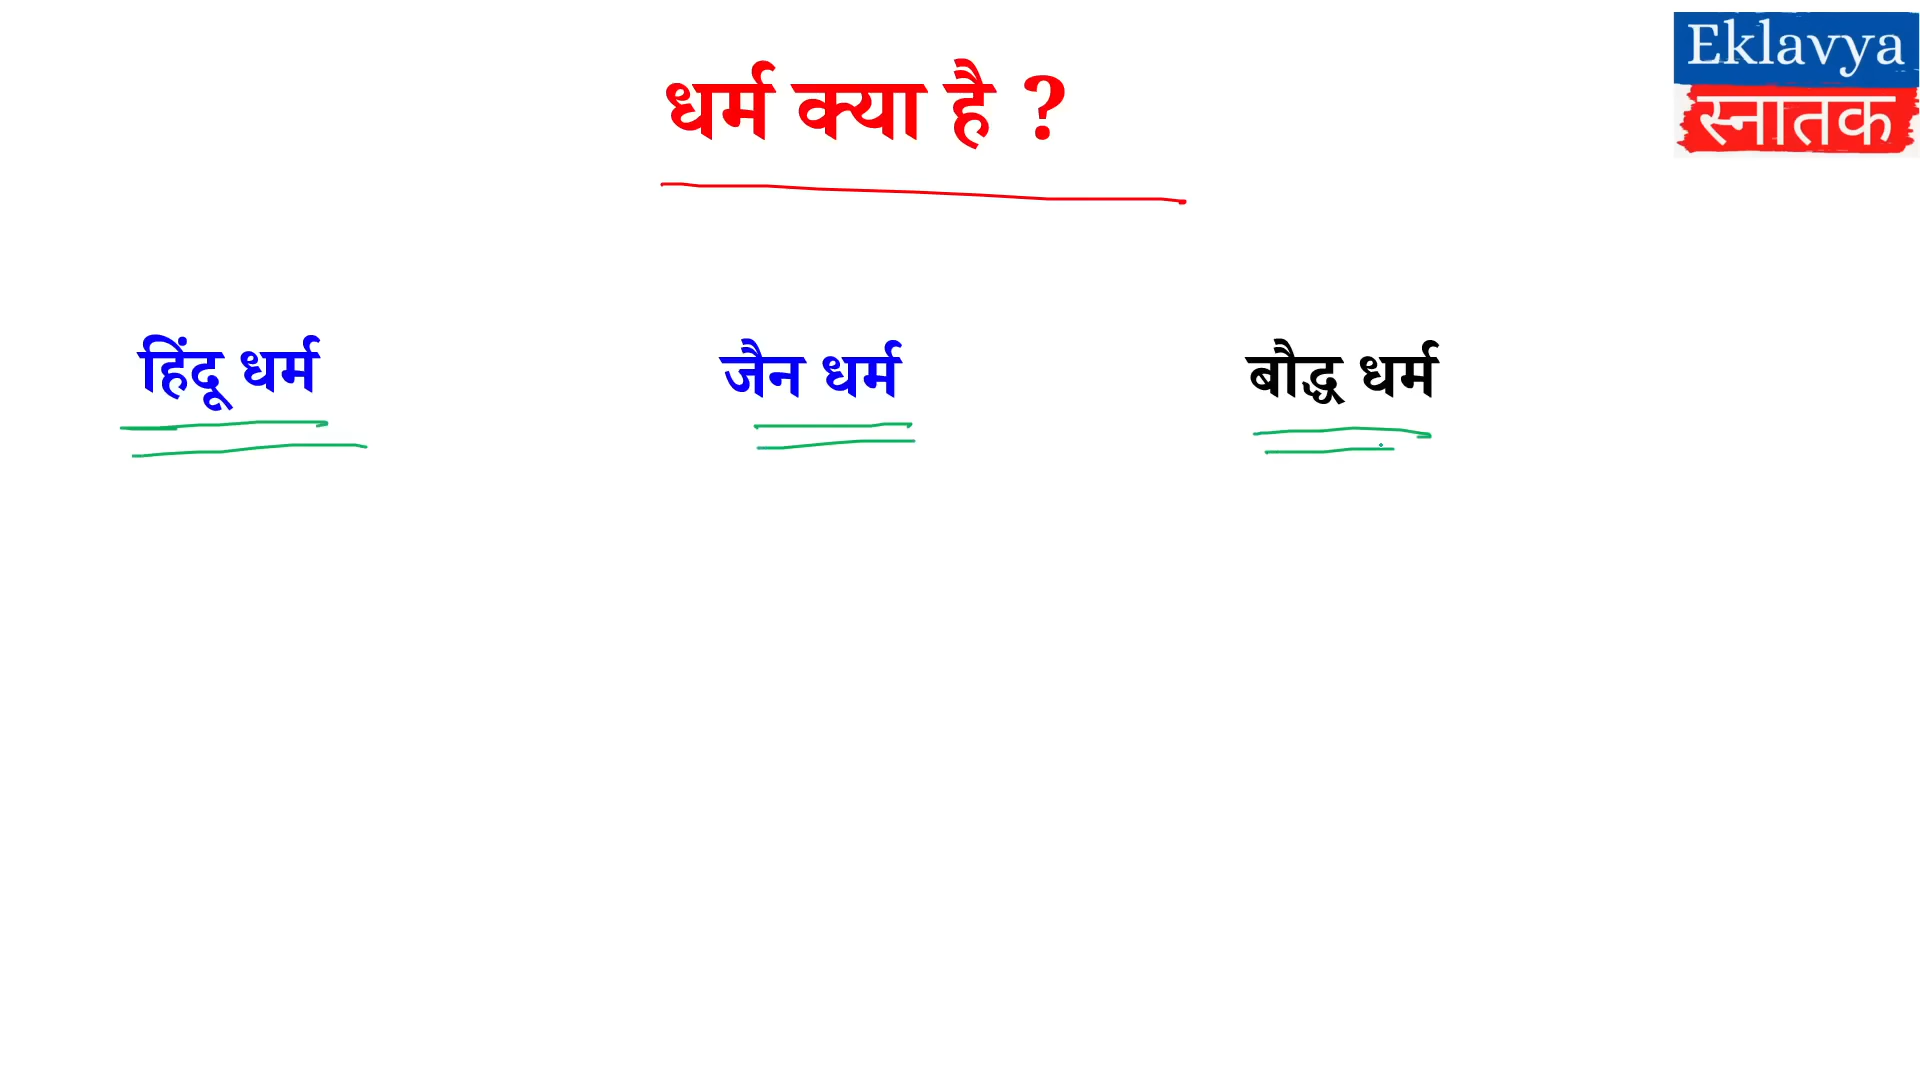 धर्म क्या है ?
Eklavya
स्नातक
हिंदू धर्म
जैन धर्म
बौद्ध धर्म